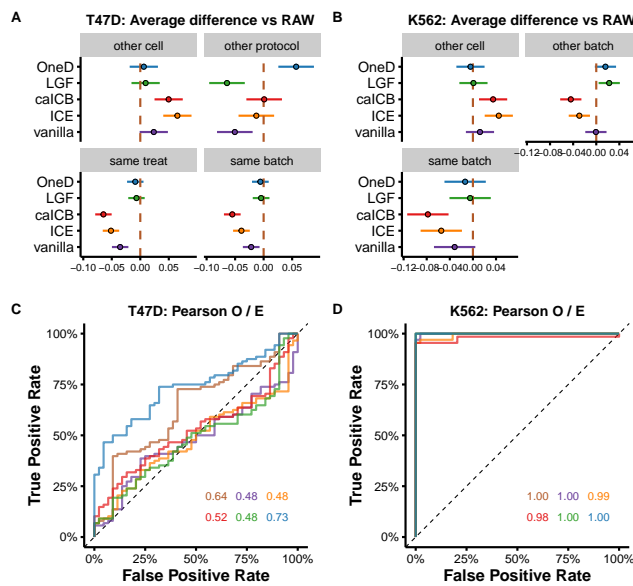 A T47D: Average difference vs RAW
other cell other protocol
OneD
LGF
caICB
ICE
vanilla
same treat same batch
OneD
LGF
caICB
ICE
vanilla
−0.10 −0.05 0.00 0.05 −0.10 −0.05 0.00 0.05
B K562: Average difference vs RAW
other cell other batch
OneD
LGF
caICB
ICE
vanilla
−0.12 −0.08 −0.04 0.00 0.04
same batch
OneD
LGF
caICB
ICE
vanilla
−0.12 −0.08 −0.04 0.00 0.04
C T47D: Pearson O / E
True Positive Rate
100%
75%
50%
25%
0%
0.64 0.48 0.48
0.52 0.48 0.73
0% 25% 50% 75% 100%
False Positive Rate
D K562: Pearson O / E
True Positive Rate
100%
75%
50%
25%
0%
1.00 1.00 0.99
0.98 1.00 1.00
0% 25% 50% 75% 100%
False Positive Rate